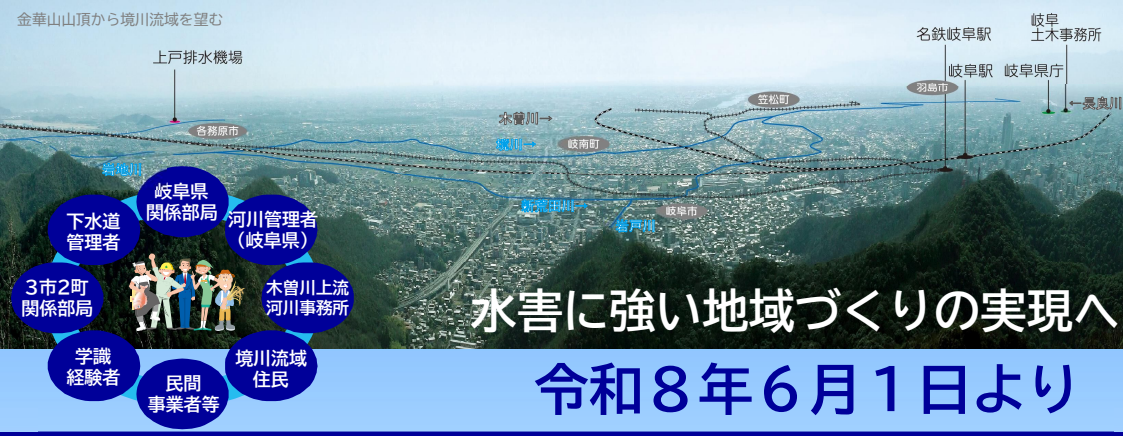 金華山山頂から境川流域を望む
上戸排水機場
名鉄岐阜駅
岐阜
土木事務所
岐阜駅
岐阜県庁
羽島市
笠松町
←長良川
木曽川→
各務原市
境川→
岐南町
岩地川
新荒田川→
岐阜市
岩戸川
岐阜県
関係部局
下水道
管理者
河川管理者
（岐阜県）
3市2町
関係部局
木曽川上流
河川事務所
学識
経験者
境川流域
住民
民間
事業者等
水害に強い地域づくりの実現へ
令和８年６月１日より